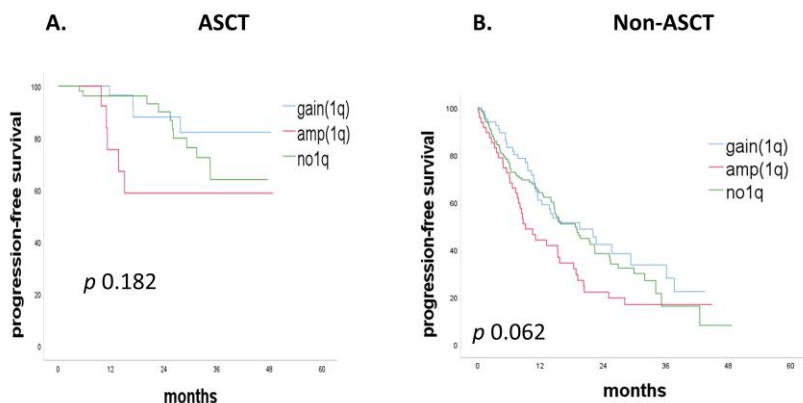 A.
ASCT
progression-free survival
100
80
60
40
20
0
0 12 24 36 48 60
months
gain(1q)
amp(1q)
no1q
p 0.182
B.
Non-ASCT
progression-free survival
100
80
60
40
20
0
0 12 24 36 48 60
months
gain(1q)
amp(1q)
no1q
p 0.062